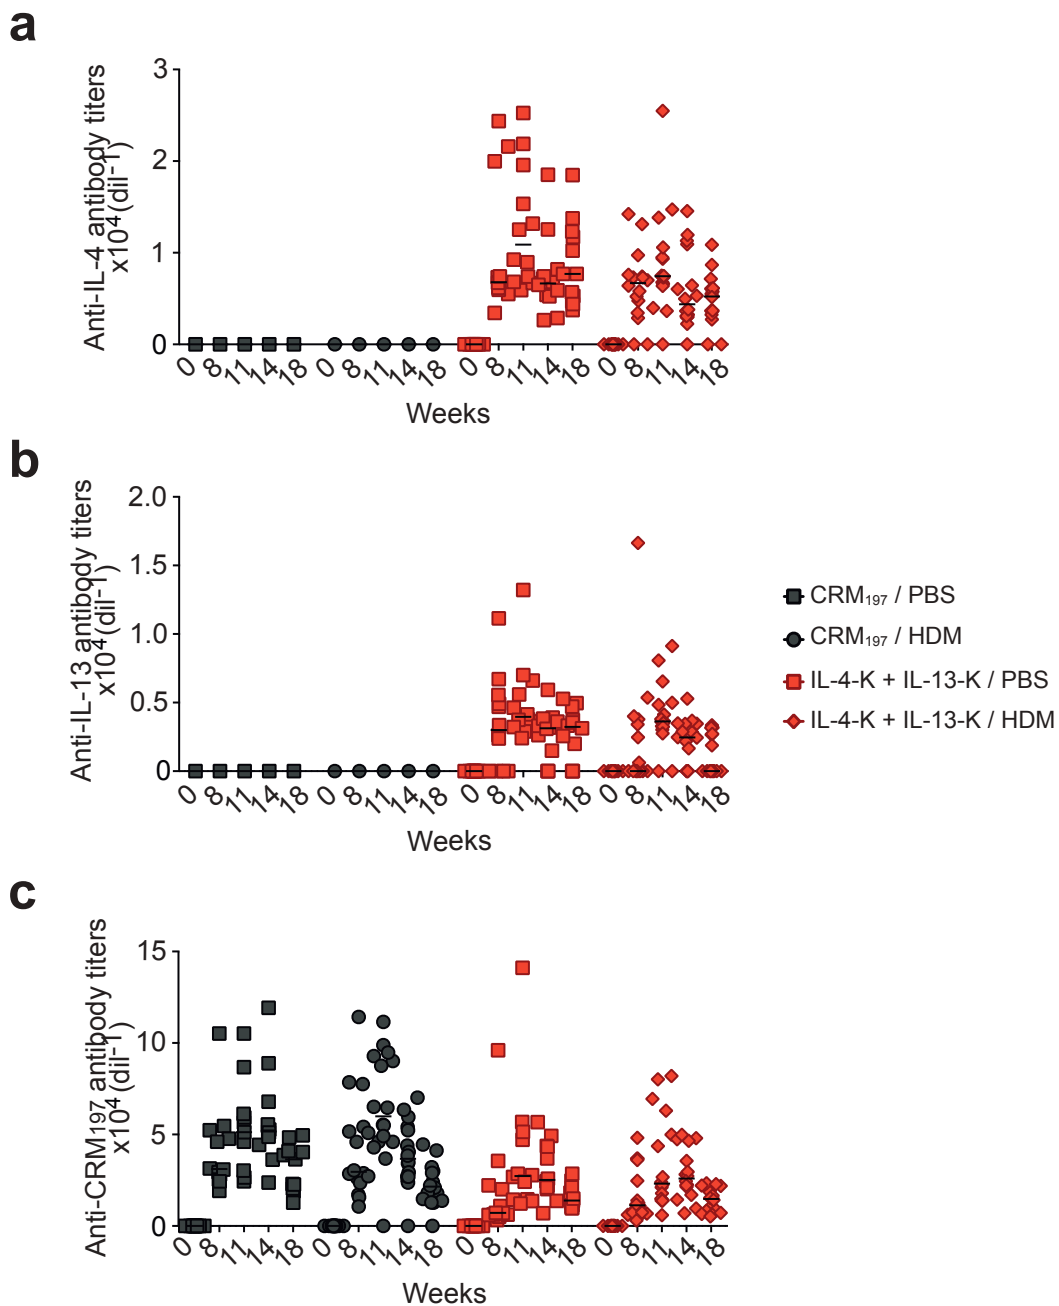 a
Anti-IL-4 antibody titers
x10⁴(dil⁻¹)
3
2
1
0
0 8 11 14 18 0 8 11 14 18 0 8 11 14 18 0 8 11 14 18
Weeks
b
Anti-IL-13 antibody titers
x10⁴(dil⁻¹)
2.0
1.5
1.0
0.5
0
0 8 11 14 18 0 8 11 14 18 0 8 11 14 18 0 8 11 14 18
Weeks
CRM₁₉₇ / PBS
CRM₁₉₇ / HDM
IL-4-K + IL-13-K / PBS
IL-4-K + IL-13-K / HDM
c
Anti-CRM₁₉₇ antibody titers
x10⁴(dil⁻¹)
15
10
5
0
0 8 11 14 18 0 8 11 14 18 0 8 11 14 18 0 8 11 14 18
Weeks